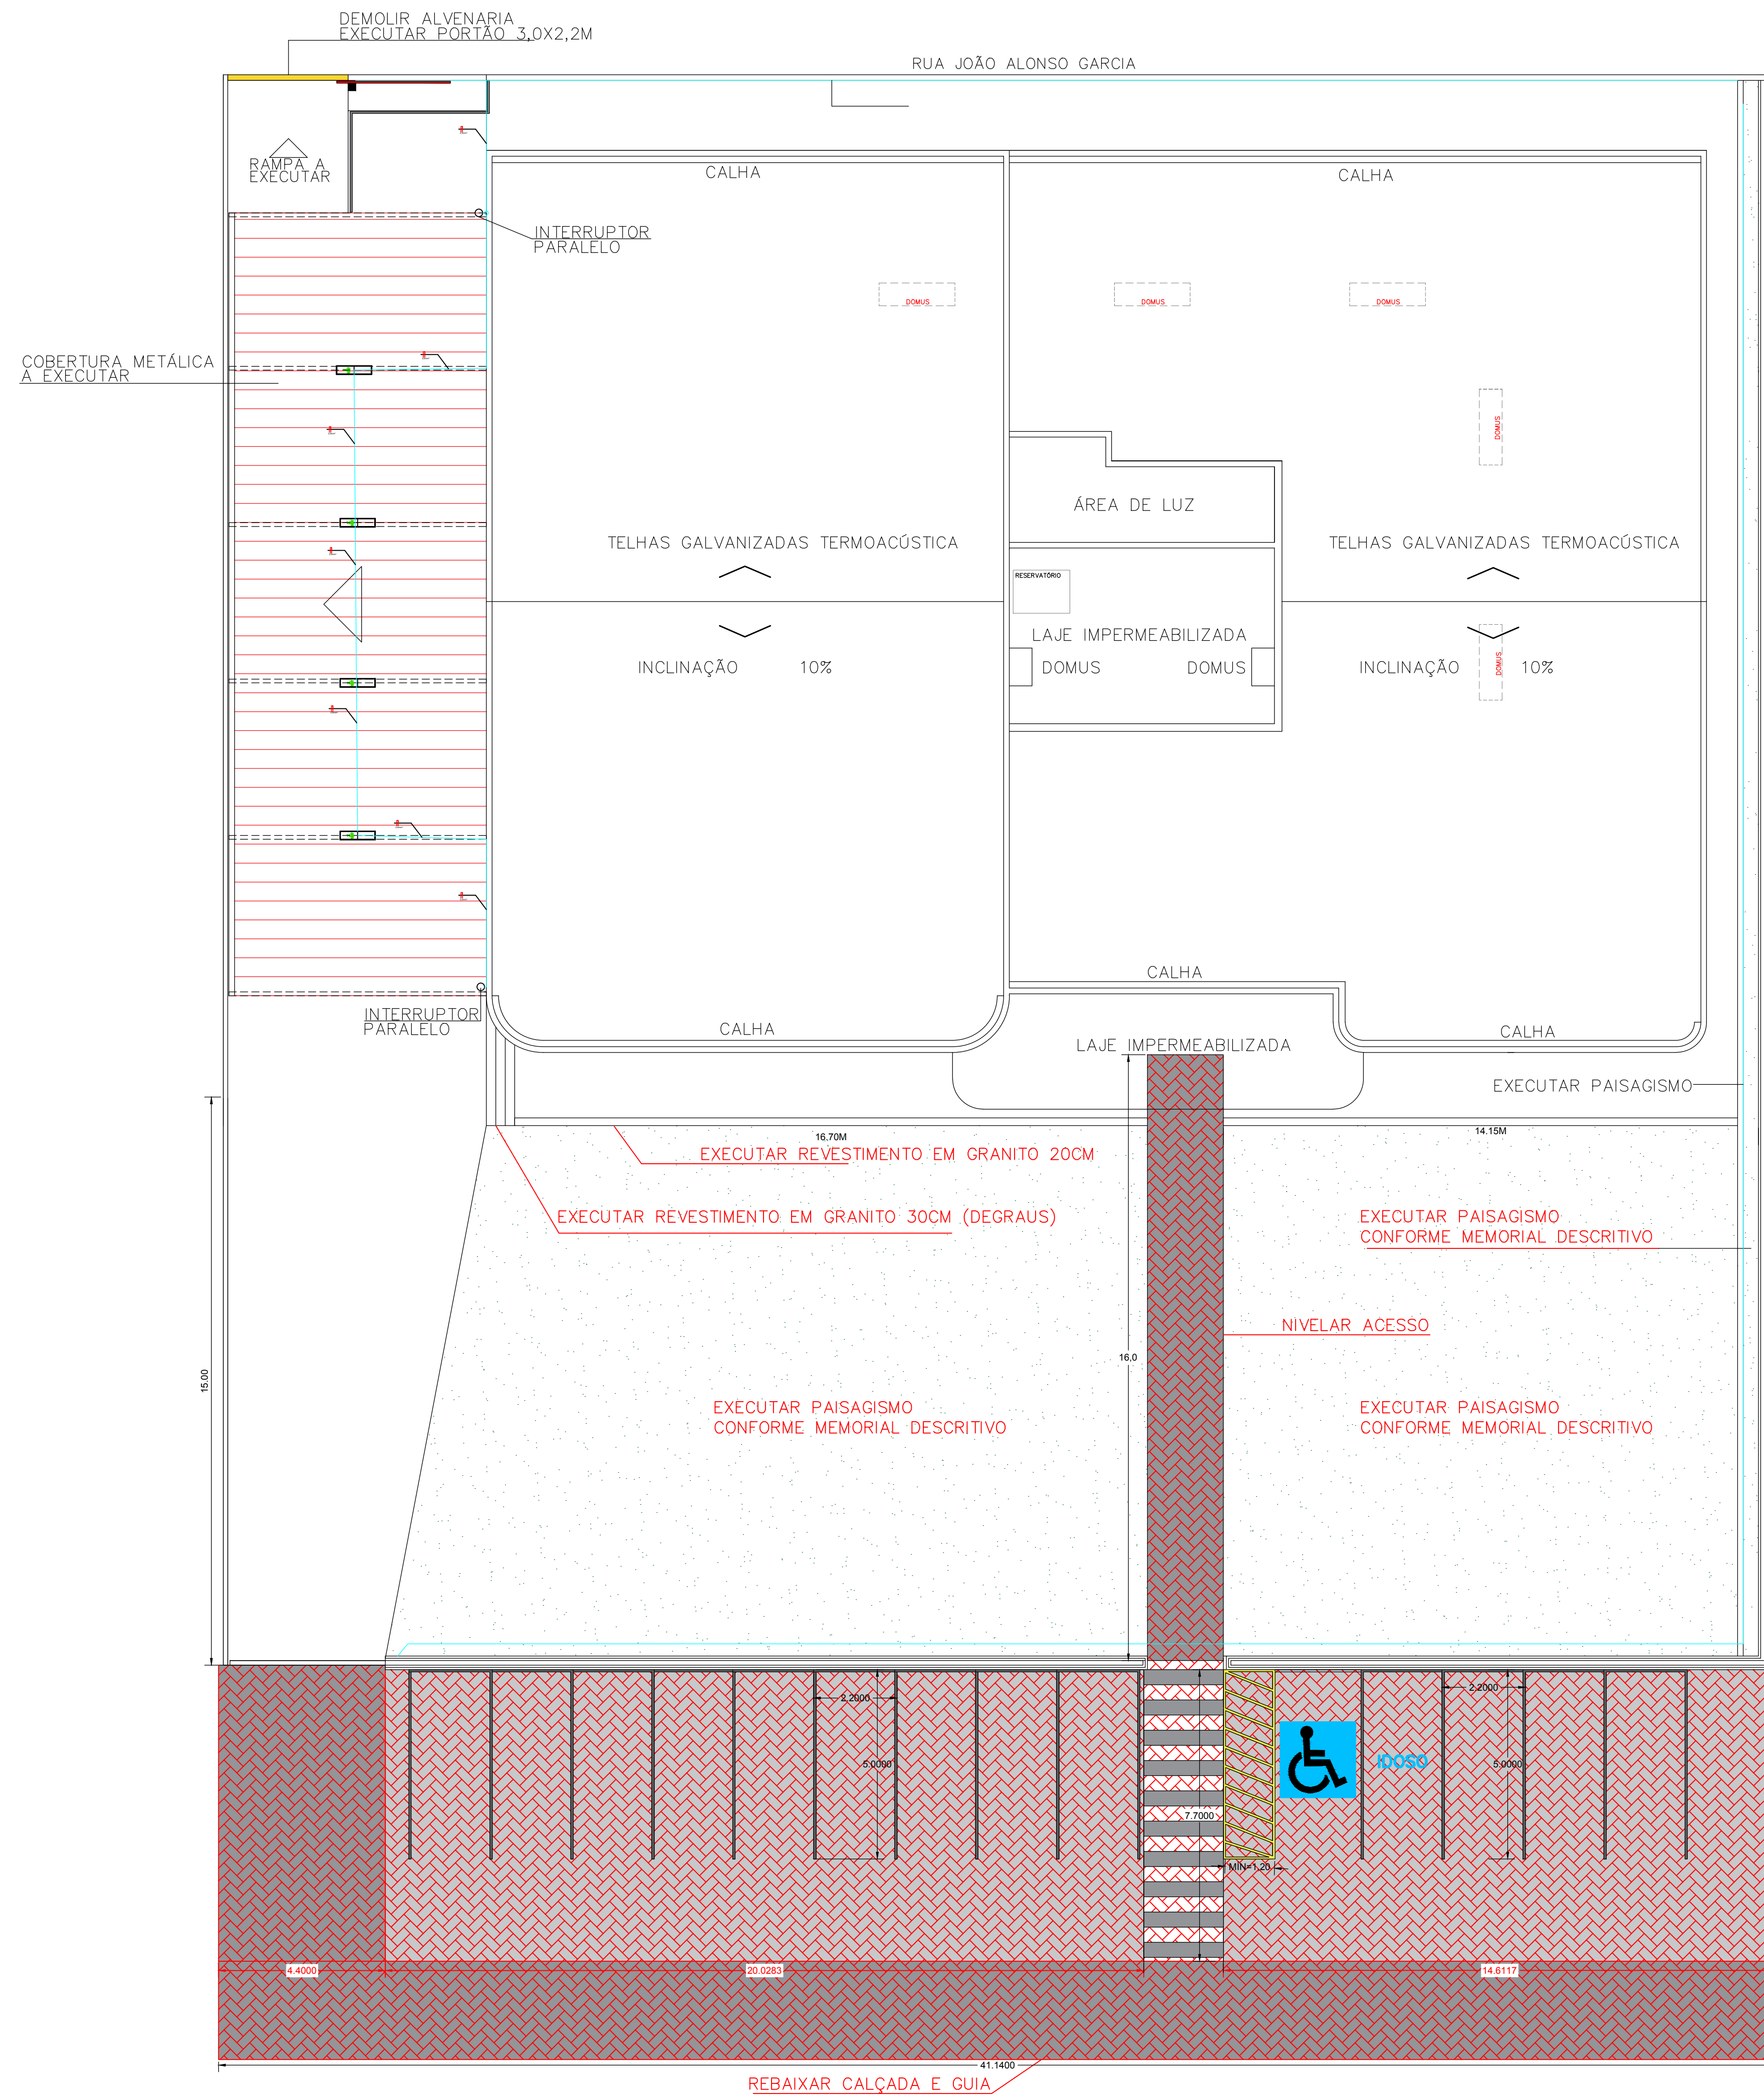 DEMOLIR ALVENARIA
EXECUTAR PORTÃO 3,0X2,2M
RUA JOÃO ALONSO GARCIA
RAMPA A
EXECUTAR
CALHA
CALHA
INTERRUPTOR
PARALELO
DOMUS
DOMUS
DOMUS
COBERTURA METÁLICA
A EXECUTAR
DOMUS
ÁREA DE LUZ
TELHAS GALVANIZADAS TERMOACÚSTICA
TELHAS GALVANIZADAS TERMOACÚSTICA
RESERVATÓRIO
LAJE IMPERMEABILIZADA
INCLINAÇÃO 10%
DOMUS
DOMUS
INCLINAÇÃO 10%
DOMUS
CALHA
INTERRUPTOR
PARALELO
CALHA
CALHA
LAJE IMPERMEABILIZADA
EXECUTAR PAISAGISMO
16,70M
14.15M
EXECUTAR REVESTIMENTO EM GRANITO 20CM
EXECUTAR REVESTIMENTO EM GRANITO 30CM (DEGRAUS)
EXECUTAR PAISAGISMO
CONFORME MEMORIAL DESCRITIVO
NIVELAR ACESSO
16,0
15.00
EXECUTAR PAISAGISMO
CONFORME MEMORIAL DESCRITIVO
EXECUTAR PAISAGISMO
CONFORME MEMORIAL DESCRITIVO
2.2000
2.2000
5.0000
IDOSO
5.0000
7.7000
MÍN=1,20
4.4000
20.0283
14.6117
41.1400
REBAIXAR CALÇADA E GUIA